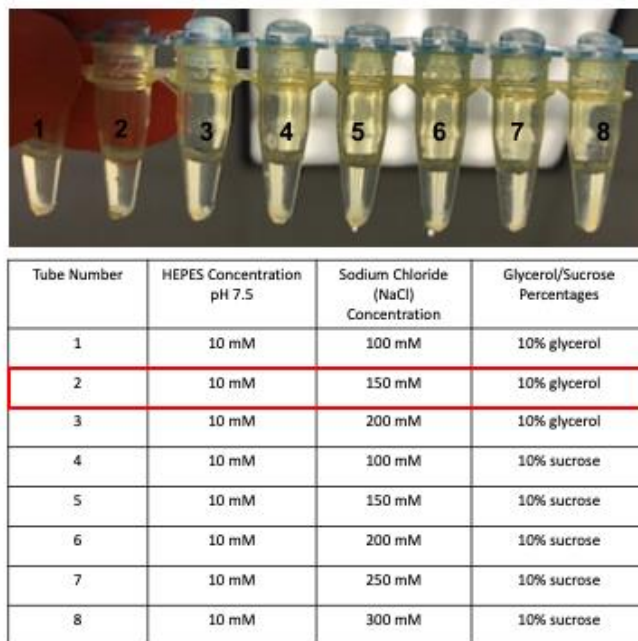 1 2 3 4 5 6 7 8
Tube Number HEPES Concentration pH 7.5 Sodium Chloride (NaCl) Concentration Glycerol/Sucrose Percentages
1 10 mM 100 mM 10% glycerol
2 10 mM 150 mM 10% glycerol
3 10 mM 200 mM 10% glycerol
4 10 mM 100 mM 10% sucrose
5 10 mM 150 mM 10% sucrose
6 10 mM 200 mM 10% sucrose
7 10 mM 250 mM 10% sucrose
8 10 mM 300 mM 10% sucrose